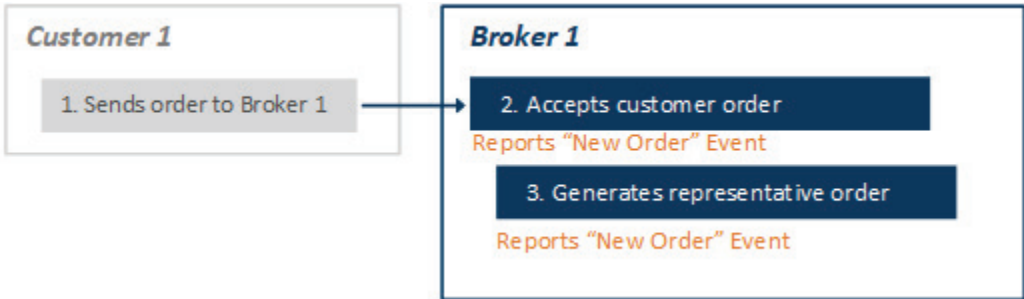 Customer 1
1. Sends order to Broker 1
Broker 1
2. Accepts customer order
Reports “New Order” Event
3. Generates representative order
Reports “New Order” Event